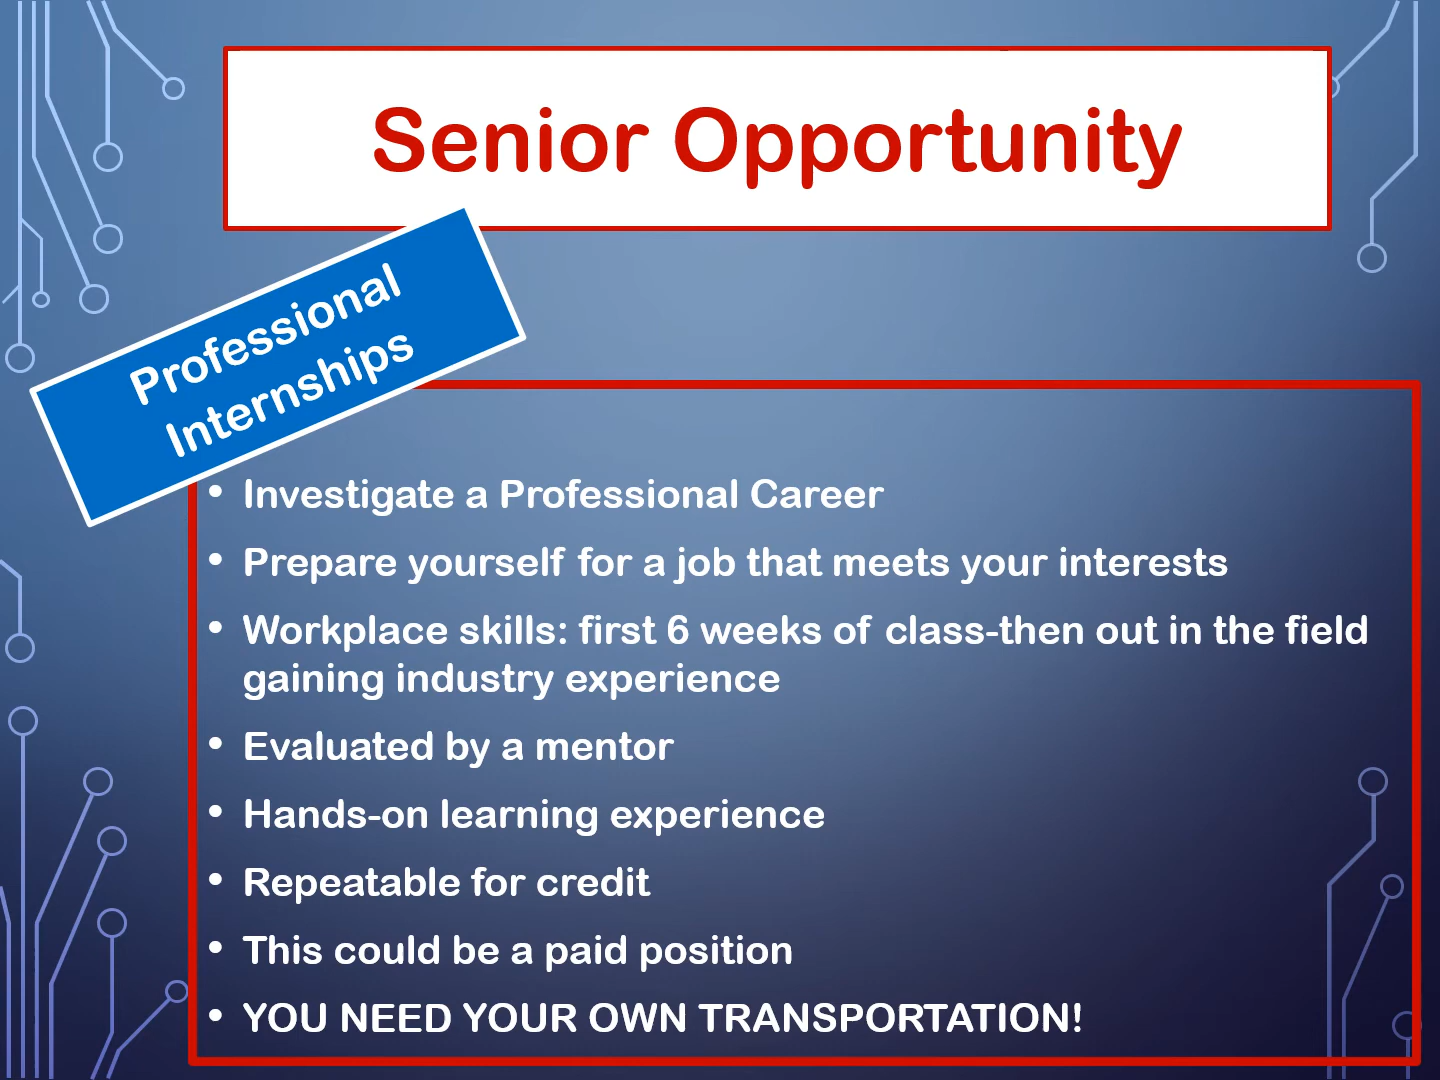 Senior Opportunity
Professional
Internships
• Investigate a Professional Career
• Prepare yourself for a job that meets your interests
• Workplace skills: first 6 weeks of class-then out in the field
gaining industry experience
• Evaluated by a mentor
• Hands-on learning experience
• Repeatable for credit
• This could be a paid position
• YOU NEED YOUR OWN TRANSPORTATION!